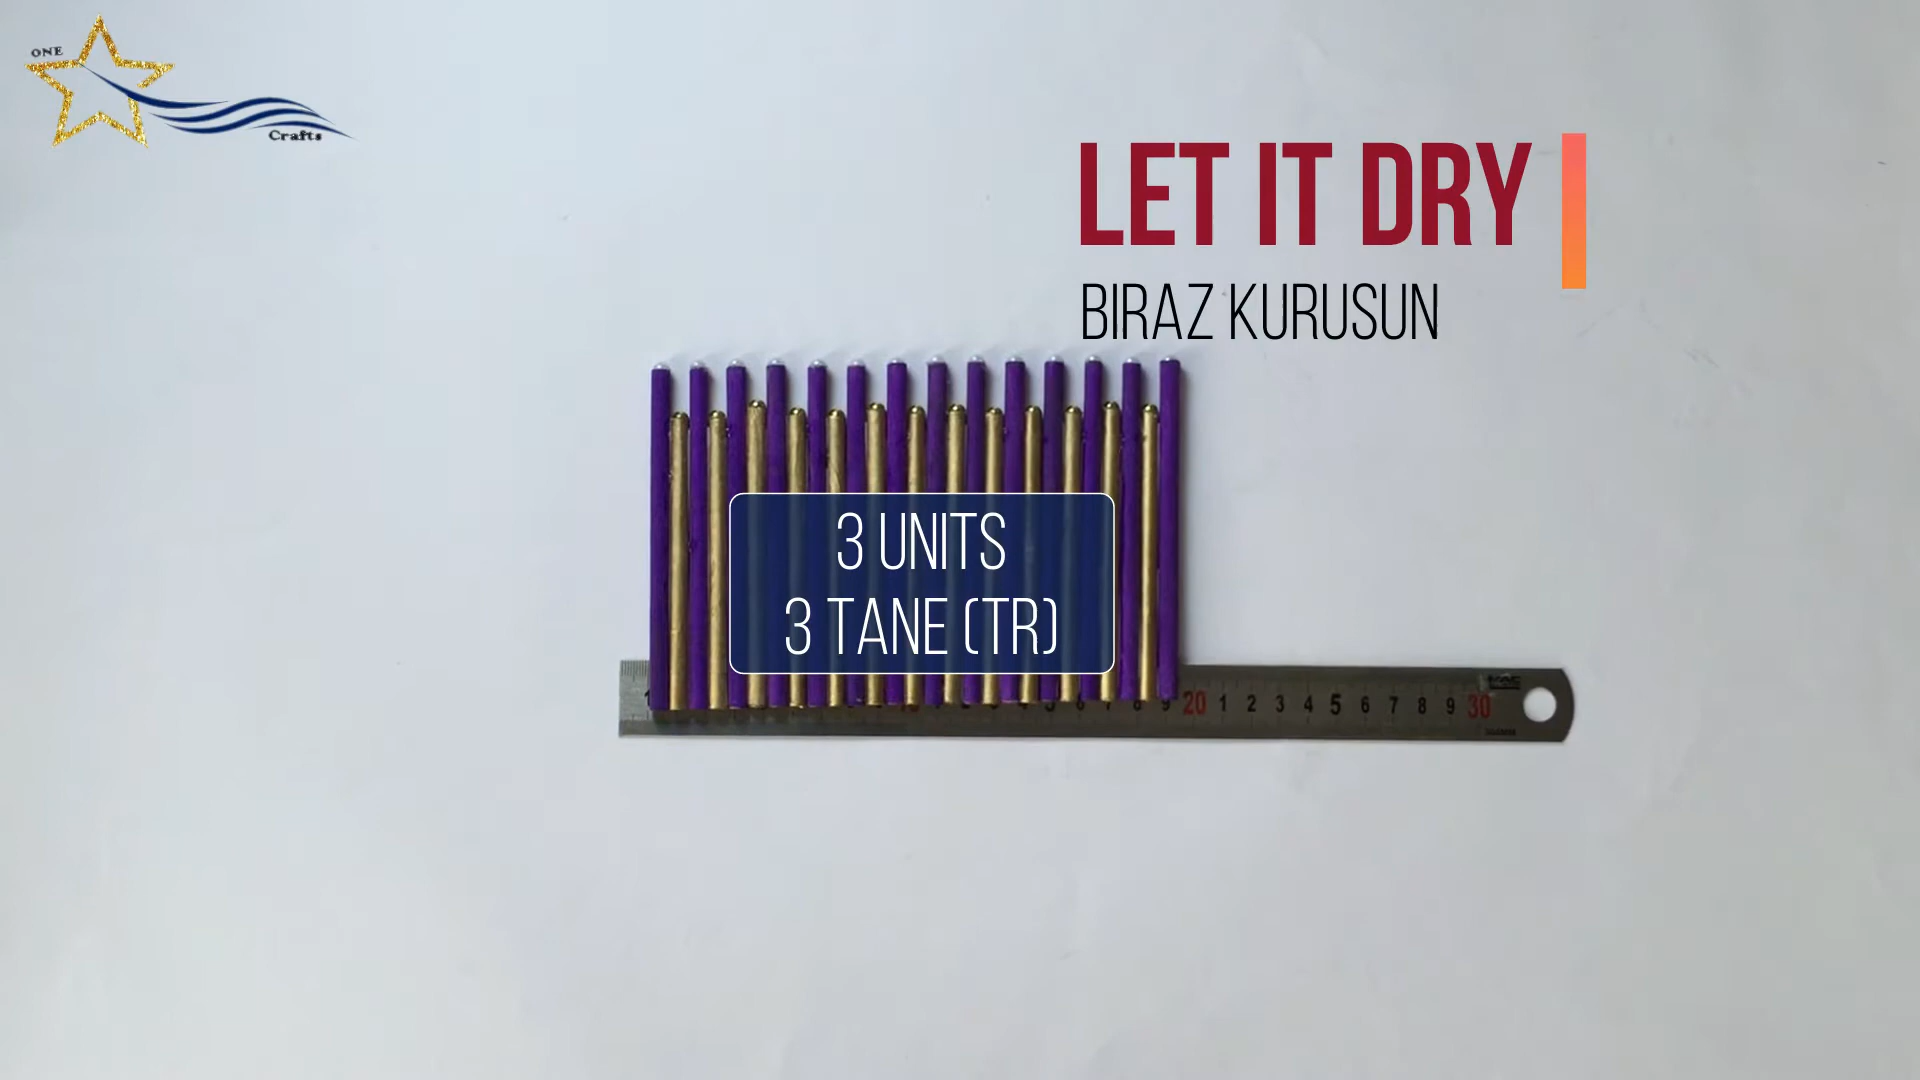 ONE
Crafts
LET IT DRY
BIRAZ KURUSUN
3 UNITS
3 TANE (TR)
20 1 2 3 4 5 6 7 8 9 30